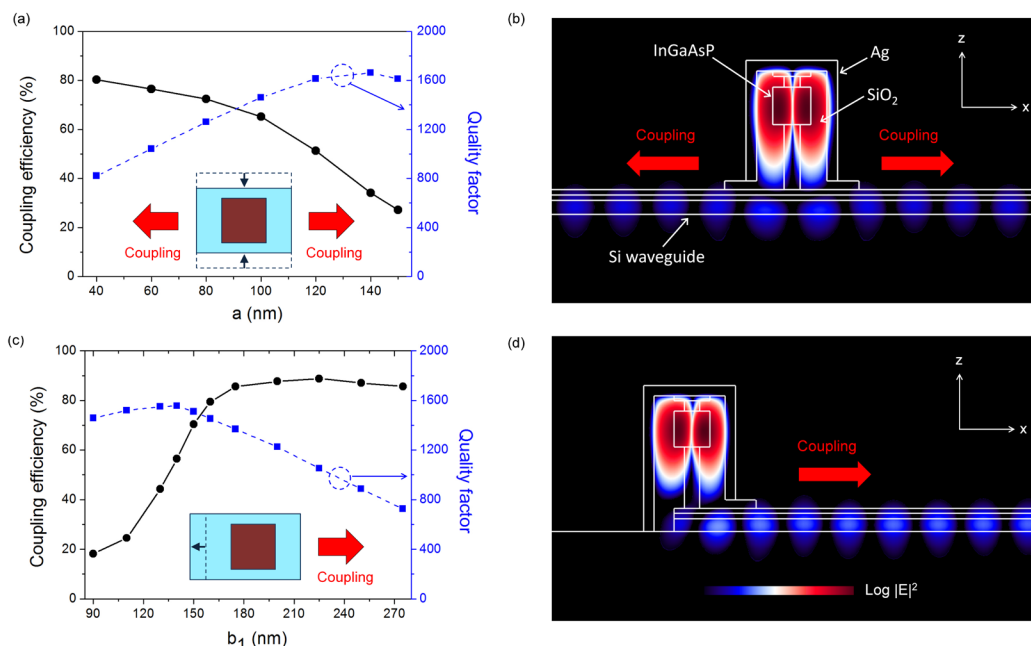 (a)
100
80
60
40
20
0
Coupling efficiency (%)
2000
1600
1200
800
400
0
Quality factor
Coupling
Coupling
40
60
80
100
120
140
a (nm)
(b)
InGaAsP
Ag
SiO2
z
x
Coupling
Coupling
Si waveguide
(c)
100
80
60
40
20
0
Coupling efficiency (%)
2000
1600
1200
800
400
0
Quality factor
Coupling
90
120
150
180
210
240
270
b1 (nm)
(d)
z
x
Coupling
Log |E|²